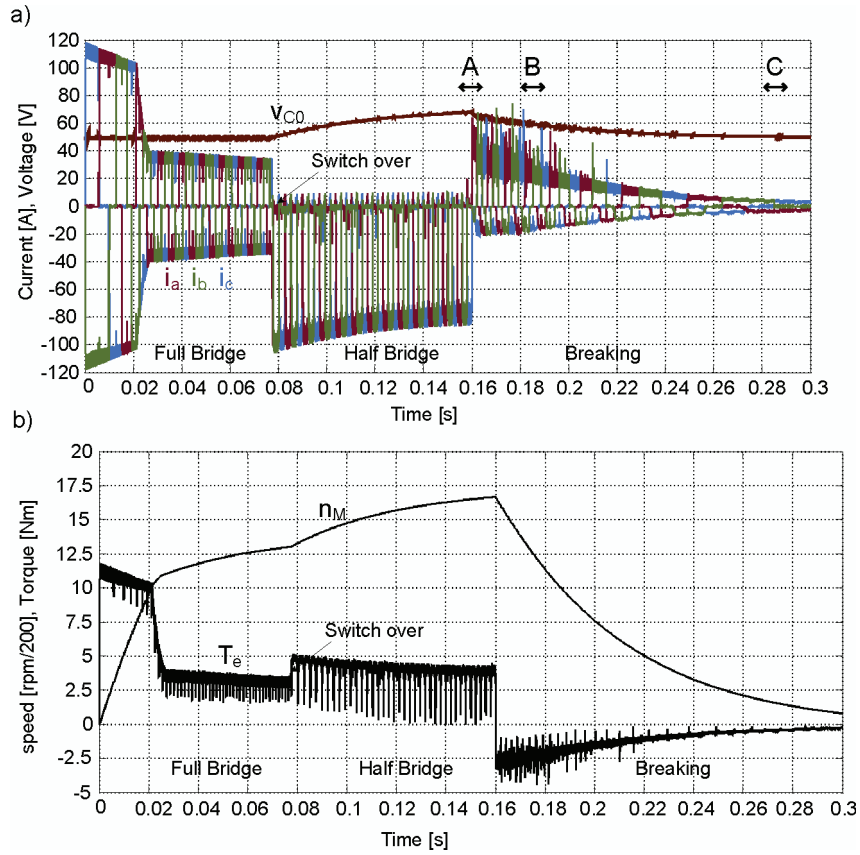 a)
120
100
80
60
40
20
0
-20
-40
-60
-80
-100
-120
Current [A], Voltage [V]
A
B
C
vC0
Switch over
ia ib ic
Full Bridge
Half Bridge
Breaking
0 0.02 0.04 0.06 0.08 0.1 0.12 0.14 0.16 0.18 0.2 0.22 0.24 0.26 0.28 0.3
Time [s]
b)
20
17.5
15
12.5
10
7.5
5
2.5
0
-2.5
-5
speed [rpm/200], Torque [Nm]
nM
Te
Switch over
Full Bridge
Half Bridge
Breaking
0 0.02 0.04 0.06 0.08 0.1 0.12 0.14 0.16 0.18 0.2 0.22 0.24 0.26 0.28 0.3
Time [s]